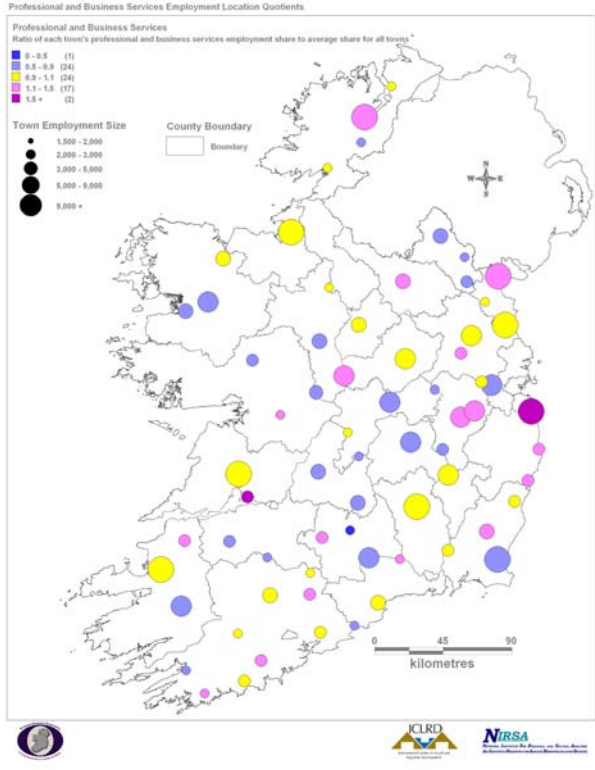 Professional and Business Services Employment Location Quotients
Professional and Business Services
Ratio of each town's professional and business services employment share to average share for all towns
0 - 0.5 (1)
0.5 - 0.9 (24)
0.9 - 1.1 (24)
1.1 - 1.5 (17)
1.5 + (2)
Town Employment Size
1,500 - 2,000
2,000 - 3,000
3,000 - 5,000
5,000 - 9,000
9,000 +
County Boundary
Boundary
N
W E
S
0 45 90
kilometres
ICLRD
NIRSA